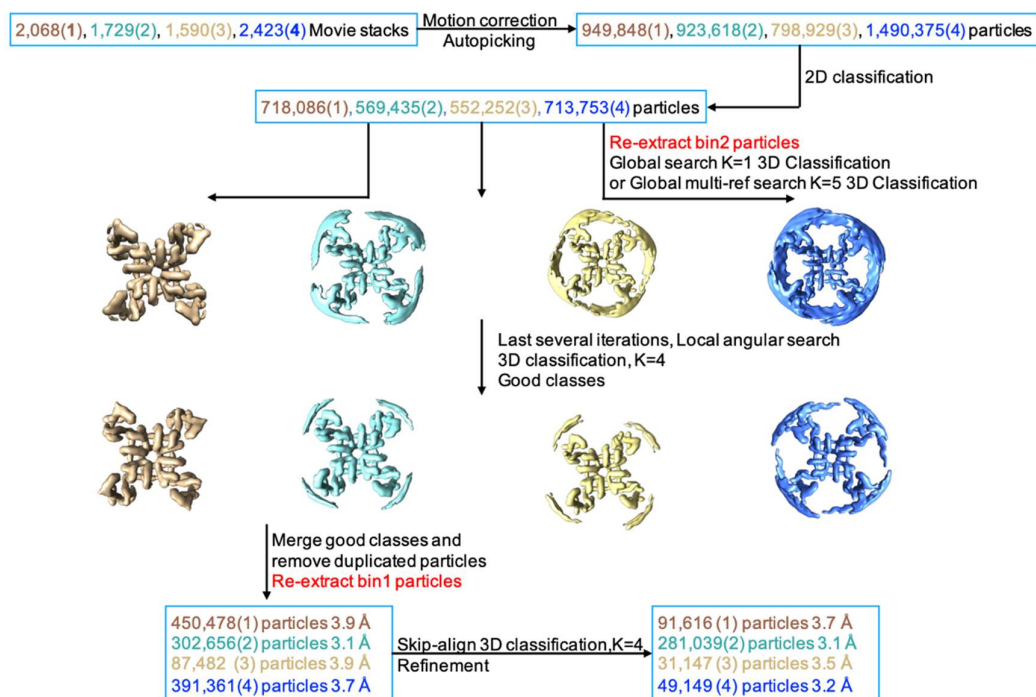 2,068(1),1,729(2),1,590(3),2,423(4) Movie stacks
Motion correction
Autopicking
949,848(1),923,618(2),798,929(3),1,490,375(4) particles
2D classification
718,086(1),569,435(2),552,252(3),713,753(4) particles
Re-extract bin2 particles
Global search K=1 3D Classification
or Global multi-ref search K=5 3D Classification
Last several iterations, Local angular search
3D classification, K=4
Good classes
Merge good classes and
remove duplicated particles
Re-extract bin1 particles
450,478(1) particles 3.9 Å
302,656(2) particles 3.1 Å
87,482 (3) particles 3.9 Å
391,361(4) particles 3.7 Å
Skip-align 3D classification,K=4
Refinement
91,616 (1) particles 3.7 Å
281,039(2) particles 3.1 Å
31,147 (3) particles 3.5 Å
49,149 (4) particles 3.2 Å